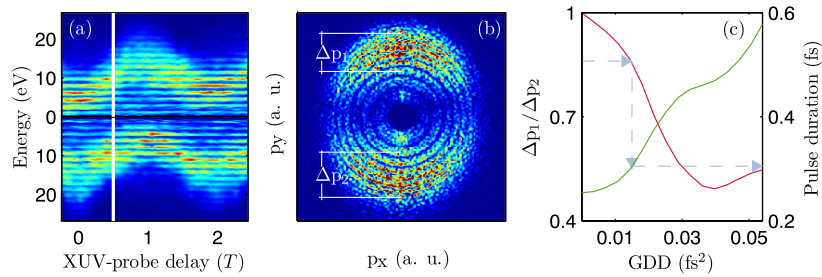 (a)
20
10
0
10
20
Energy (eV)
0 1 2
XUV-probe delay (T)
(b)
Δp₁
Δp₂
p_y (a. u.)
p_x (a. u.)
(c)
1
0.7
0.4
Δp₁/Δp₂
0.6
0.4
0.2
Pulse duration (fs)
0.01 0.03 0.05
GDD (fs²)